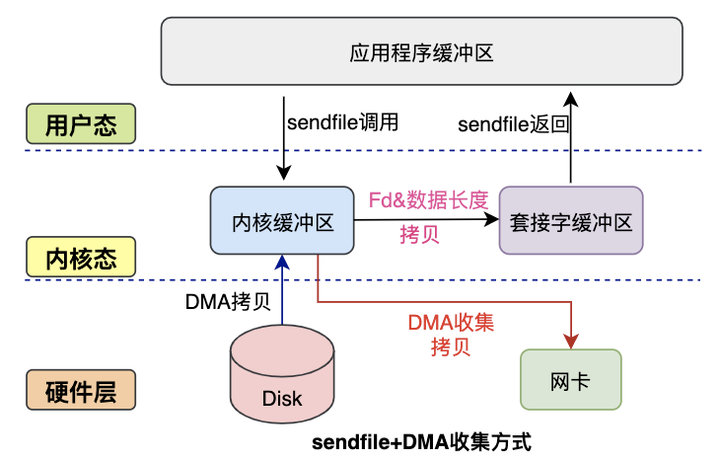 应用程序缓冲区
用户态
sendfile调用
sendfile返回
内核缓冲区
Fd&数据长度
拷贝
套接字缓冲区
内核态
DMA拷贝
DMA收集
拷贝
硬件层
Disk
网卡
sendfile+DMA收集方式